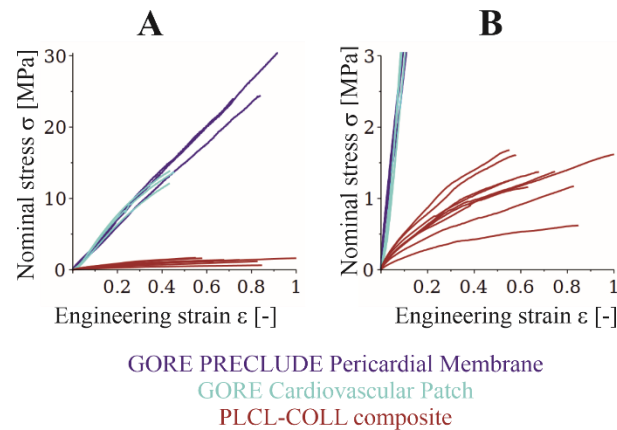 A
B
Nominal stress σ [MPa]
30
20
10
0
0.2
0.4
0.6
0.8
1
Engineering strain ε [-]
Nominal stress σ [MPa]
3
2
1
0
0.2
0.4
0.6
0.8
1
Engineering strain ε [-]
GORE PRECLUDE Pericardial Membrane
GORE Cardiovascular Patch
PLCL-COLL composite